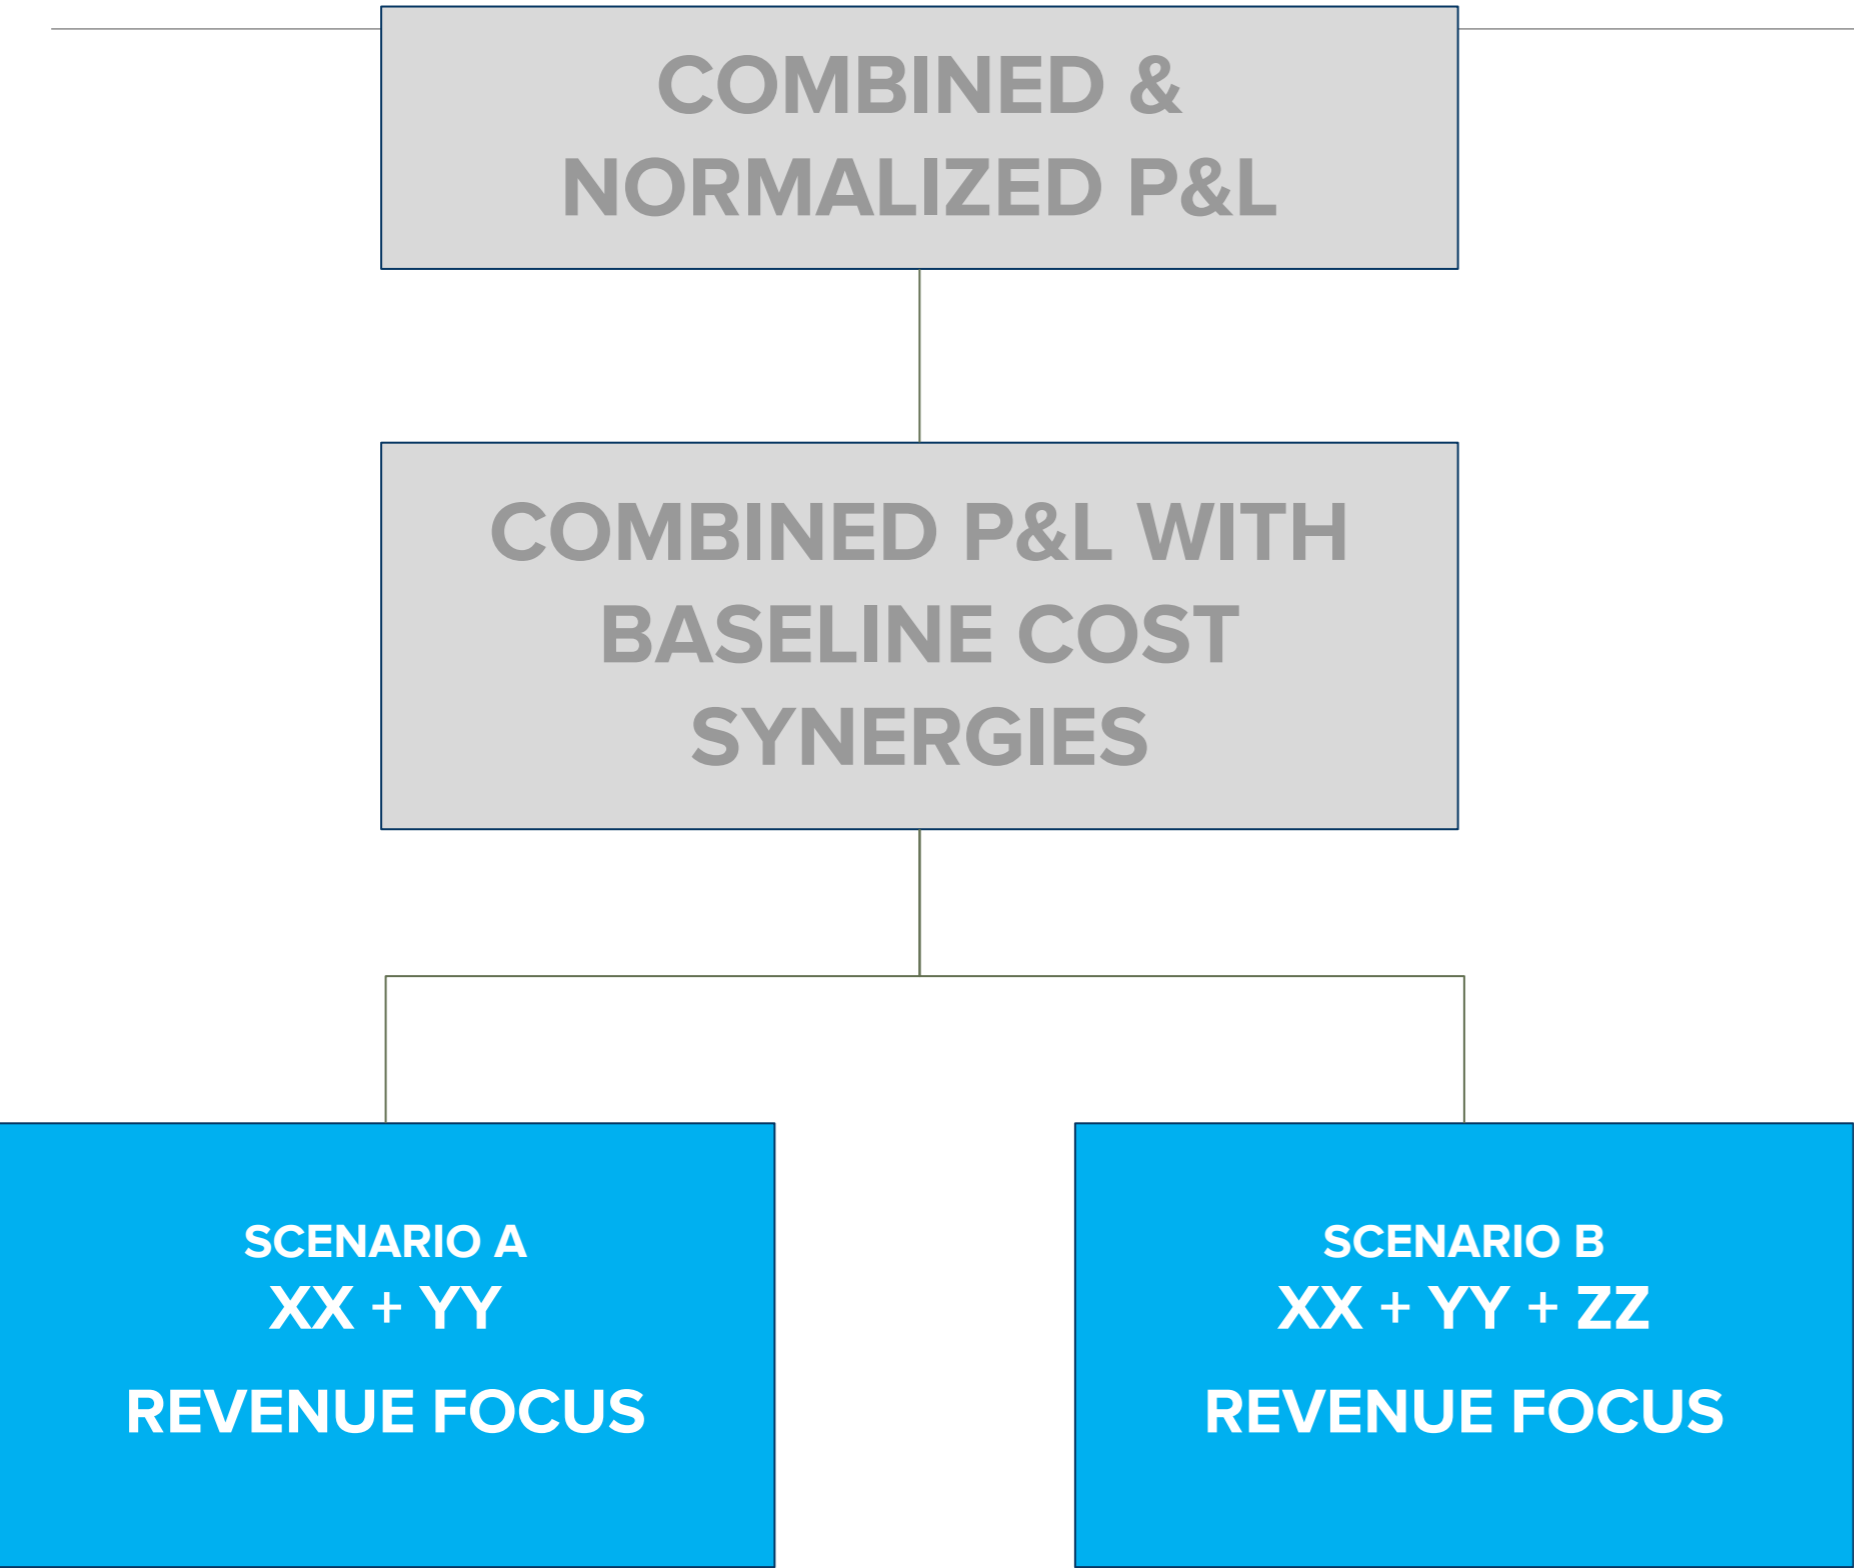 COMBINED &
NORMALIZED P&L
COMBINED P&L WITH
BASELINE COST
SYNERGIES
SCENARIO A
XX + YY
REVENUE FOCUS
SCENARIO B
XX + YY + ZZ
REVENUE FOCUS